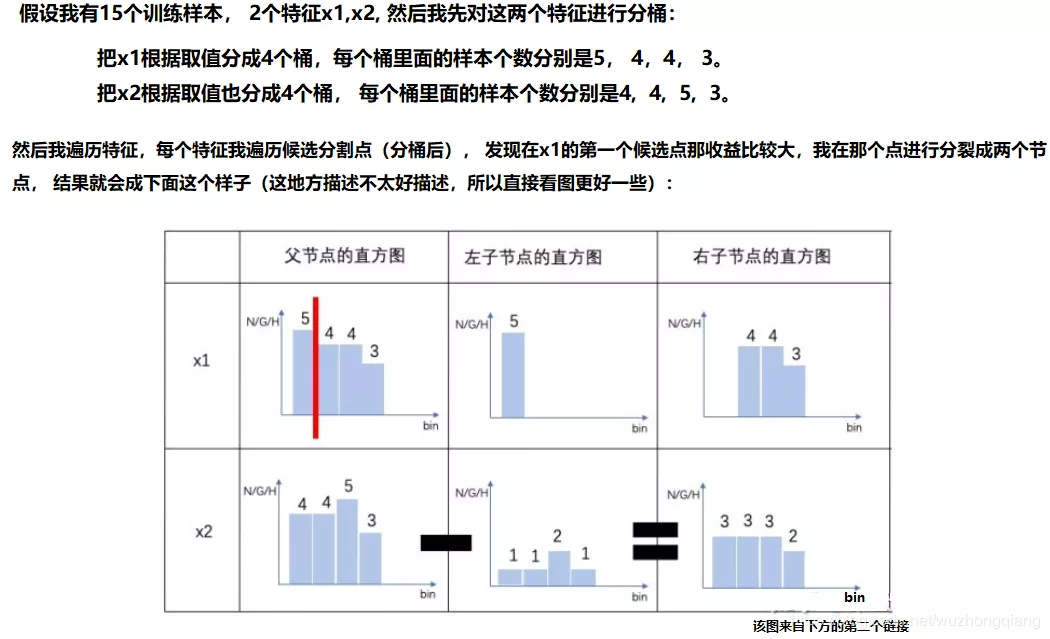 假设我有15个训练样本， 2个特征x1,x2, 然后我先对这两个特征进行分桶：
把x1根据取值分成4个桶，每个桶里面的样本个数分别是5， 4，4， 3。
把x2根据取值也分成4个桶， 每个桶里面的样本个数分别是4，4，5，3。
然后我遍历特征，每个特征我遍历候选分割点（分桶后）， 发现在x1的第一个候选点那收益比较大，我在那个点进行分裂成两个节
点， 结果就会成下面这个样子（这地方描述不太好描述，所以直接看图更好一些）：
父节点的直方图 左子节点的直方图 右子节点的直方图
x1
N/G/H 5 4 4 3 bin
N/G/H 5 bin
N/G/H 4 4 3 bin
x2
N/G/H 4 4 5 3 bin
N/G/H 1 1 2 1 bin
N/G/H 3 3 3 2 bin
该图来自下方的第二个链接
net/wuzhongqiang